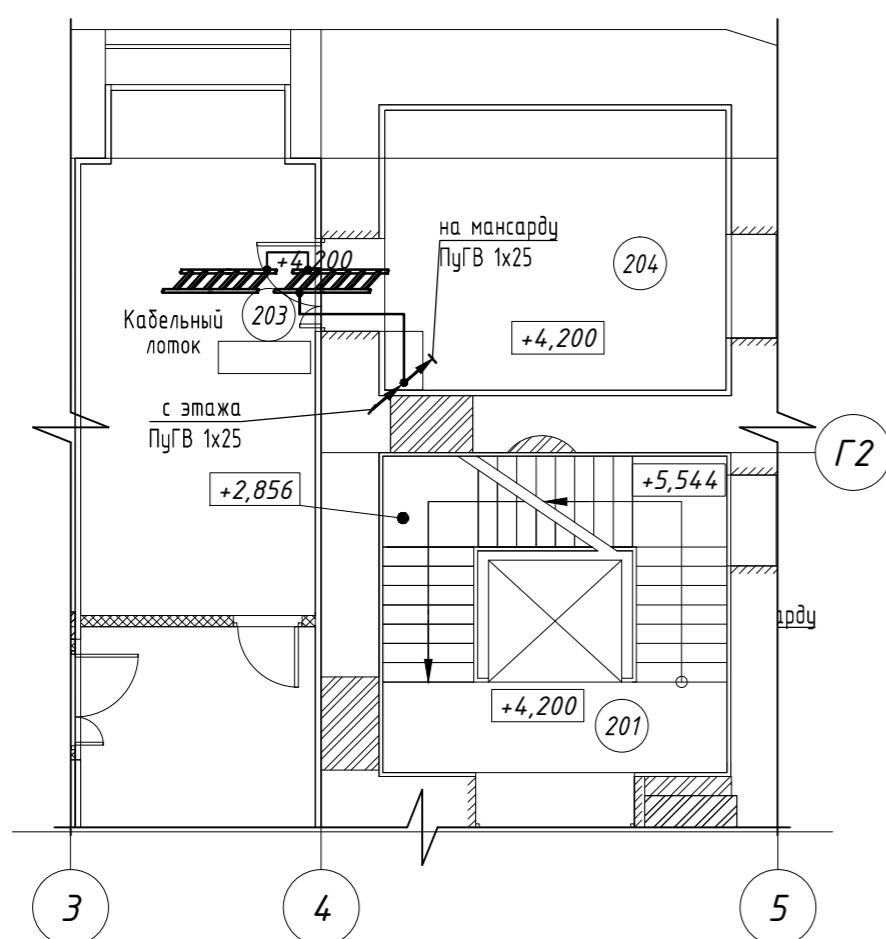 на мансарду
ПуГВ 1х25
204
+4,200
203
Кабельный
лоток
+4,200
с этажа
ПуГВ 1х25
Г2
+2,856
+5,544
арду
+4,200
201
3
4
5